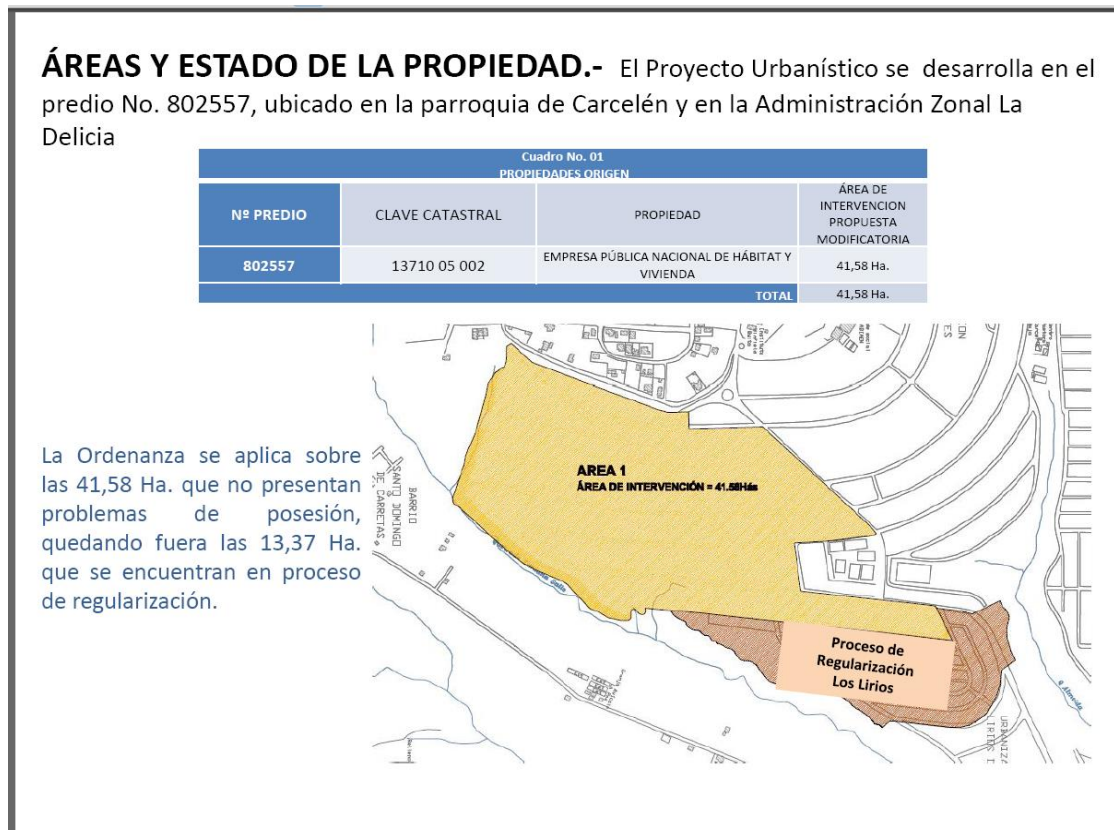 ÁREAS Y ESTADO DE LA PROPIEDAD.- El Proyecto Urbanístico se desarrolla en el
predio No. 802557, ubicado en la parroquia de Carcelén y en la Administración Zonal La
Delicia
Cuadro No. 01
PROPIEDADES ORIGEN
Nº PREDIO
CLAVE CATASTRAL
PROPIEDAD
ÁREA DE
INTERVENCION
PROPUESTA
MODIFICATORIA
802557
13710 05 002
EMPRESA PÚBLICA NACIONAL DE HÁBITAT Y
VIVIENDA
41,58 Ha.
TOTAL
41,58 Ha.
La Ordenanza se aplica sobre
las 41,58 Ha. que no presentan
problemas de posesión,
quedando fuera las 13,37 Ha.
que se encuentran en proceso
de regularización.
AREA 1
ÁREA DE INTERVENCIÓN = 41.58Hás
BARRIO
SANTO DOMINGO
DE CARRETAS
Proceso de
Regularización
Los Lirios